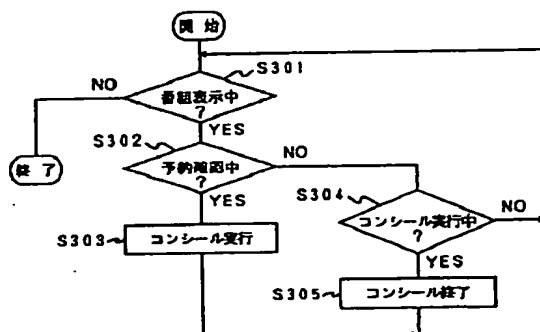 開始
S301
NO
番組表示中
?
YES
終了
S302
予約確認中
?
NO
YES
S303
コンシール実行
S304
コンシール実行中
?
NO
YES
S305
コンシール終了